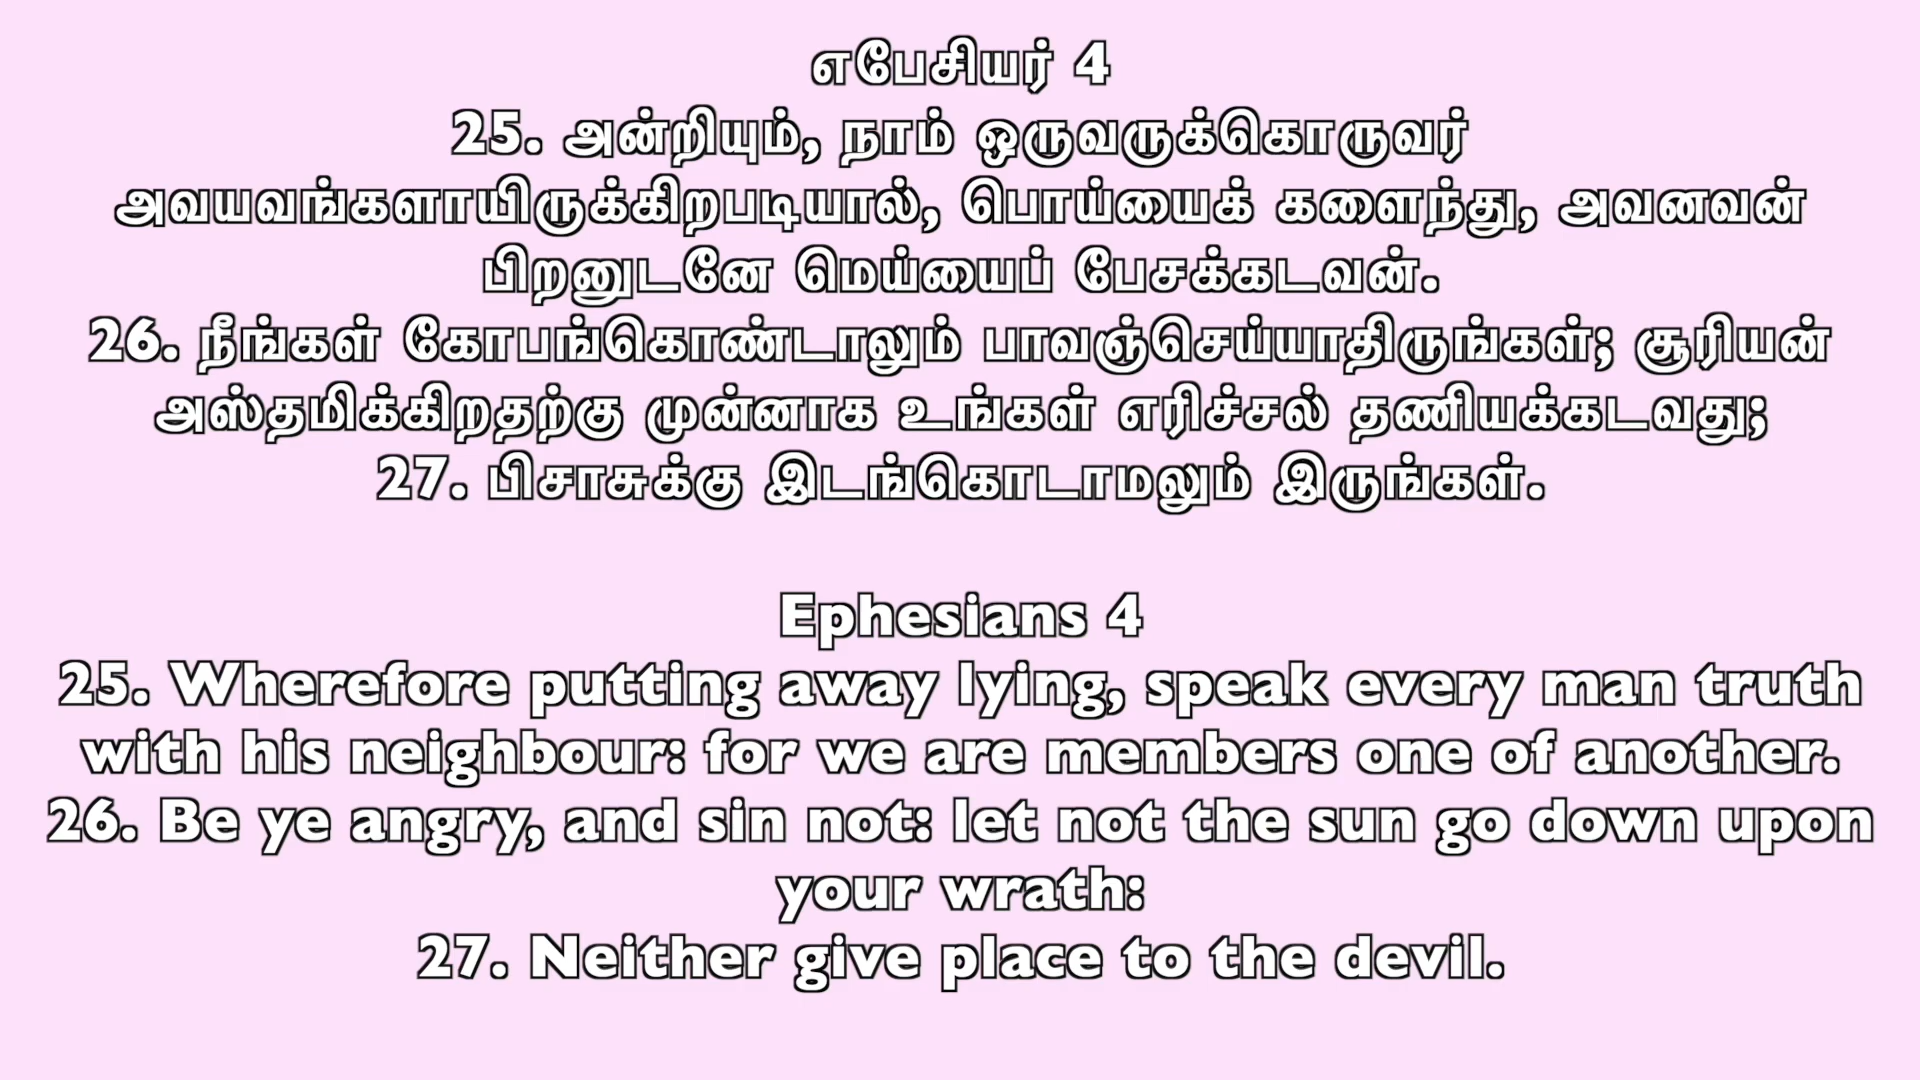 எபேசியர் 4
25. அன்றியும், நாம் ஒருவருக்கொருவர்
அவயவங்களாயிருக்கிறபடியால், பொய்யைக் களைந்து, அவனவன்
பிறனுடனே மெய்யைப் பேசக்கடவன்.
26. நீங்கள் கோபங்கொண்டாலும் பாவஞ்செய்யாதிருங்கள்; சூரியன்
அஸ்தமிக்கிறதற்கு முன்னாக உங்கள் எரிச்சல் தணியக்கடவது;
27. பிசாசுக்கு இடங்கொடாமலும் இருங்கள்.
Ephesians 4
25. Wherefore putting away lying, speak every man truth
with his neighbour: for we are members one of another.
26. Be ye angry, and sin not: let not the sun go down upon
your wrath:
27. Neither give place to the devil.